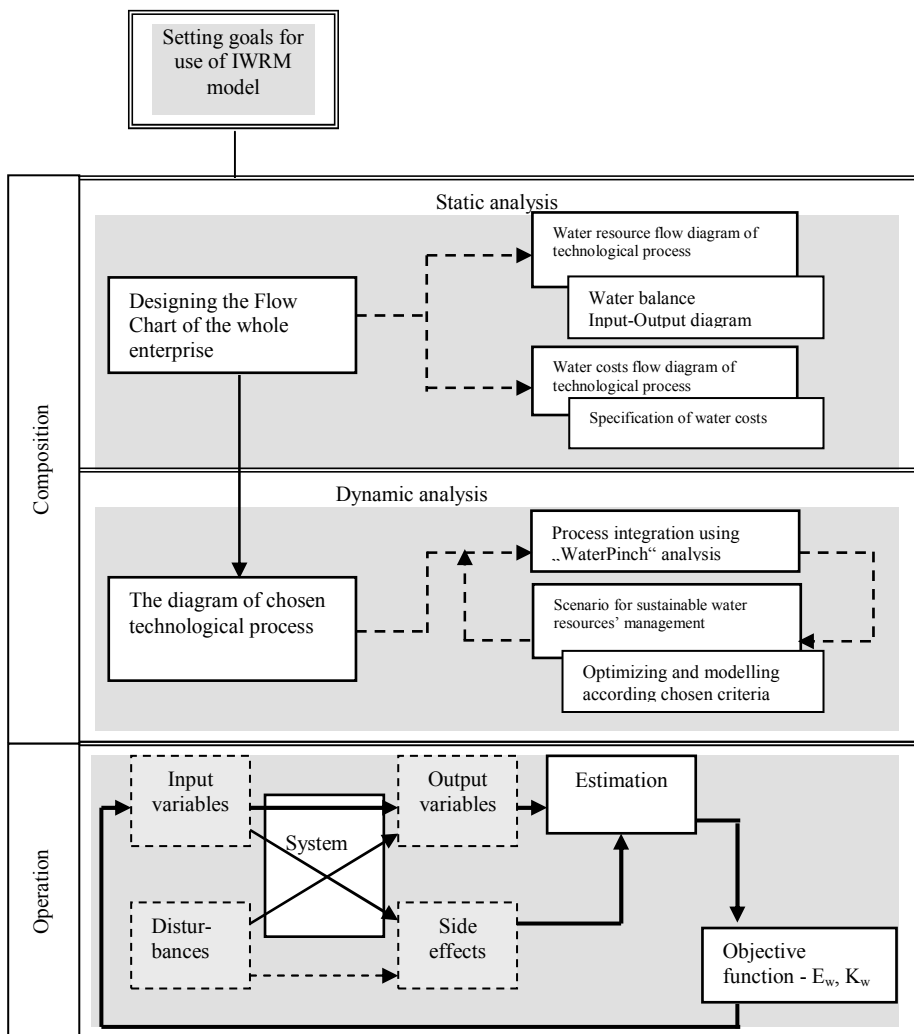 Setting goals for
use of IWRM
model
Composition
Static analysis
Designing the Flow
Chart of the whole
enterprise
Water resource flow diagram of
technological process
Water balance
Input-Output diagram
Water costs flow diagram of
technological process
Specification of water costs
Dynamic analysis
The diagram of chosen
technological process
Process integration using
„WaterPinch“ analysis
Scenario for sustainable water
resources’ management
Optimizing and modelling
according chosen criteria
Operation
Input
variables
System
Output
variables
Estimation
Distur-
bances
Side
effects
Objective
function - Ew, Kw